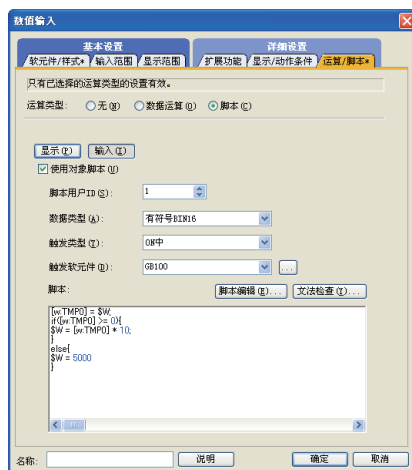 数值输入
基本设置
详细设置
软元件/样式* 输入范围 显示范围 扩展功能 显示/动作条件 运算/脚本*
只有已选择的运算类型的设置有效。
运算类型: 无(N) 数据运算(D) 脚本(C)
显示(P) 输入(I)
使用对象脚本(U)
脚本用户ID(S): 1
数据类型(A): 有符号BIN16
触发类型(T): ON中
触发软元件(D): GB100 ...
脚本: 脚本编辑(E)... 文法检查(Y)...
[w:TMP0] = $W;
if([w:TMP0] >= 0){
$W = [w:TMP0] * 10;
}
else{
$W = 5000
}
名称: 说明 确定 取消